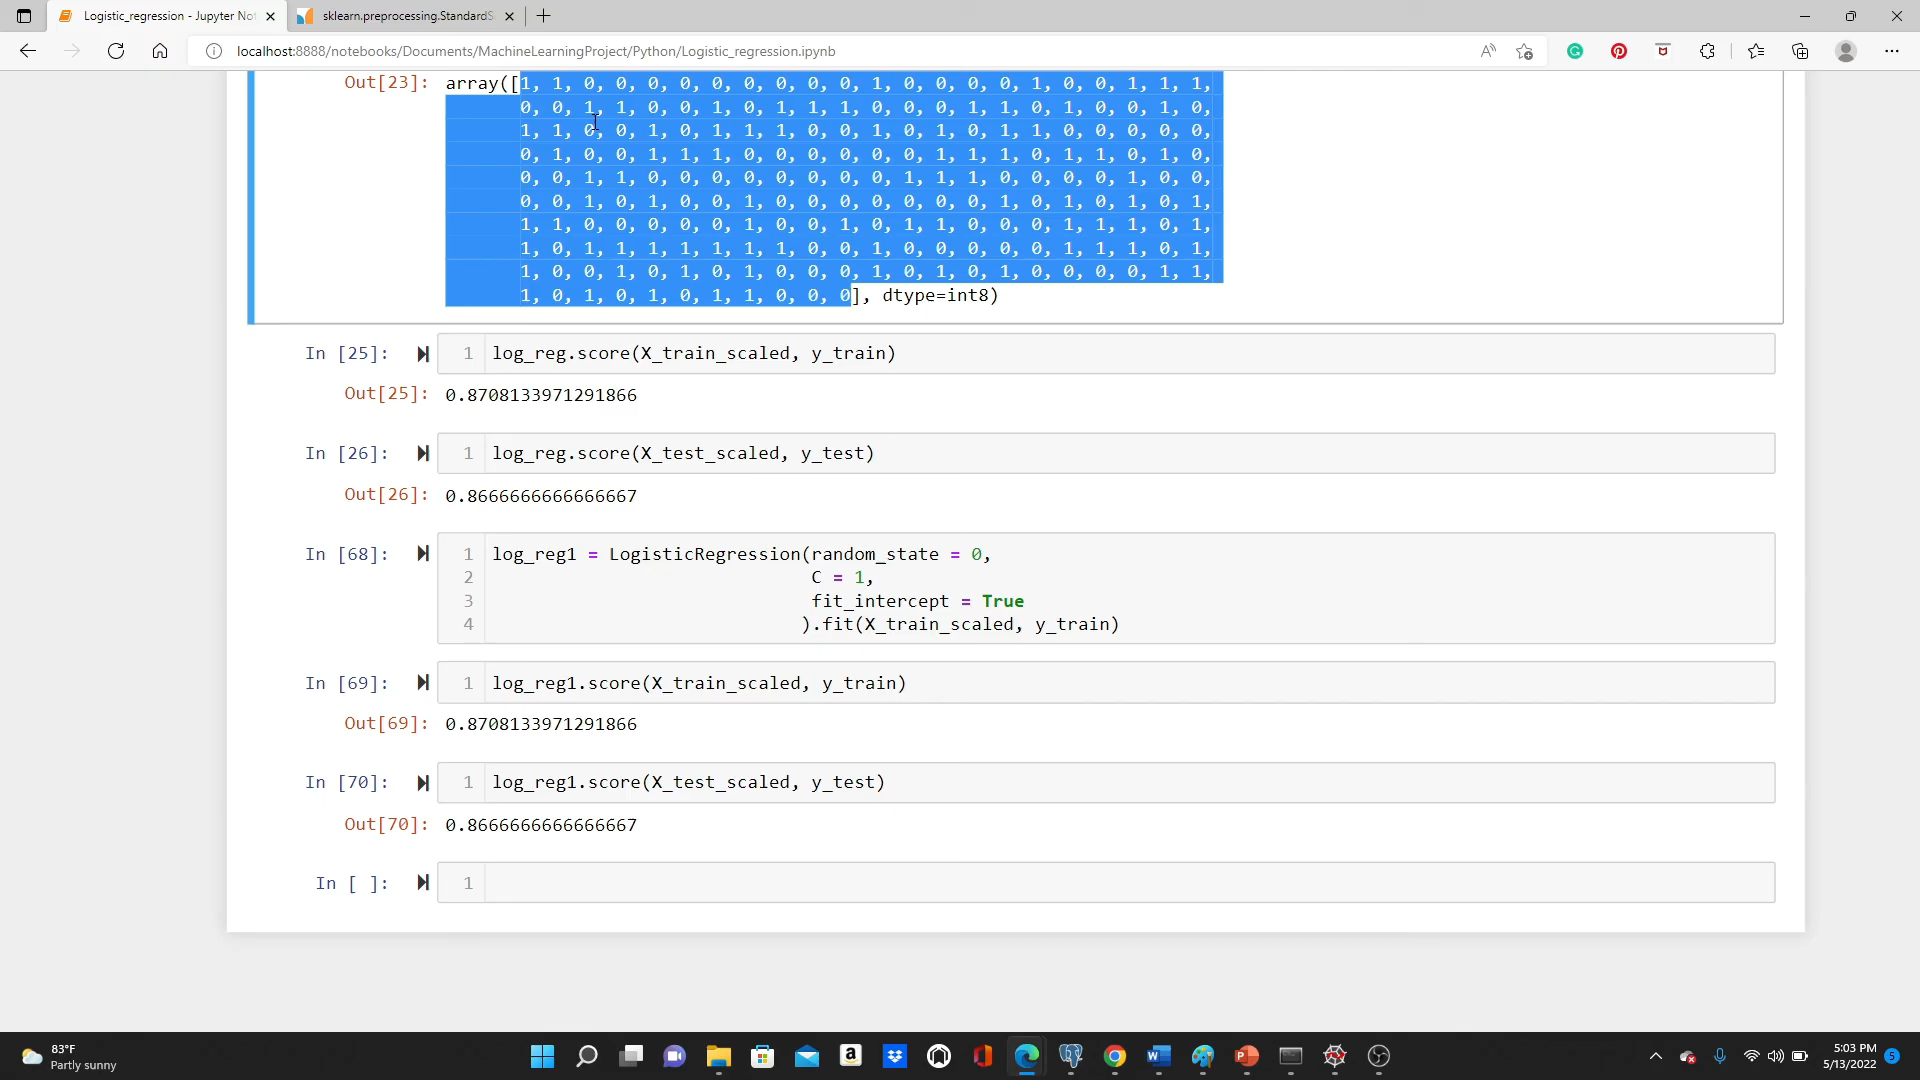 Logistic_regression - Jupyter No
sklearn.preprocessing.StandardS
localhost:8888/notebooks/Documents/MachineLearningProject/Python/Logistic_regression.ipynb
Out[23]: array([1, 1, 0, 0, 0, 0, 0, 0, 0, 0, 0, 1, 0, 0, 0, 0, 1, 0, 0, 1, 1, 1,
0, 0, 1, 1, 0, 0, 1, 0, 1, 1, 1, 0, 0, 0, 1, 1, 0, 1, 0, 0, 1, 0,
1, 1, 0, 0, 1, 0, 1, 1, 1, 0, 0, 1, 0, 1, 0, 1, 1, 0, 0, 0, 0, 0,
0, 1, 0, 0, 1, 1, 1, 0, 0, 0, 0, 0, 0, 1, 1, 1, 0, 1, 1, 0, 1, 0,
0, 0, 1, 1, 0, 0, 0, 0, 0, 0, 0, 0, 1, 1, 1, 0, 0, 0, 0, 1, 0, 0,
0, 0, 1, 0, 1, 0, 0, 1, 0, 0, 0, 0, 0, 0, 0, 1, 0, 1, 0, 1, 0, 1,
1, 1, 0, 0, 0, 0, 0, 1, 0, 0, 1, 0, 1, 1, 0, 0, 0, 1, 1, 1, 0, 1,
1, 0, 1, 1, 1, 1, 1, 1, 1, 0, 0, 1, 0, 0, 0, 0, 0, 1, 1, 1, 0, 1,
1, 0, 0, 1, 0, 1, 0, 1, 0, 0, 0, 1, 0, 1, 0, 1, 0, 0, 0, 0, 1, 1,
1, 0, 1, 0, 1, 0, 1, 1, 0, 0, 0], dtype=int8)
In [25]: 1 log_reg.score(X_train_scaled, y_train)
Out[25]: 0.8708133971291866
In [26]: 1 log_reg.score(X_test_scaled, y_test)
Out[26]: 0.8666666666666667
In [68]: 1 log_reg1 = LogisticRegression(random_state = 0,
2 C = 1,
3 fit_intercept = True
4 ).fit(X_train_scaled, y_train)
In [69]: 1 log_reg1.score(X_train_scaled, y_train)
Out[69]: 0.8708133971291866
In [70]: 1 log_reg1.score(X_test_scaled, y_test)
Out[70]: 0.8666666666666667
In [ ]: 1
83°F
Partly sunny
5:03 PM
5/13/2022
5